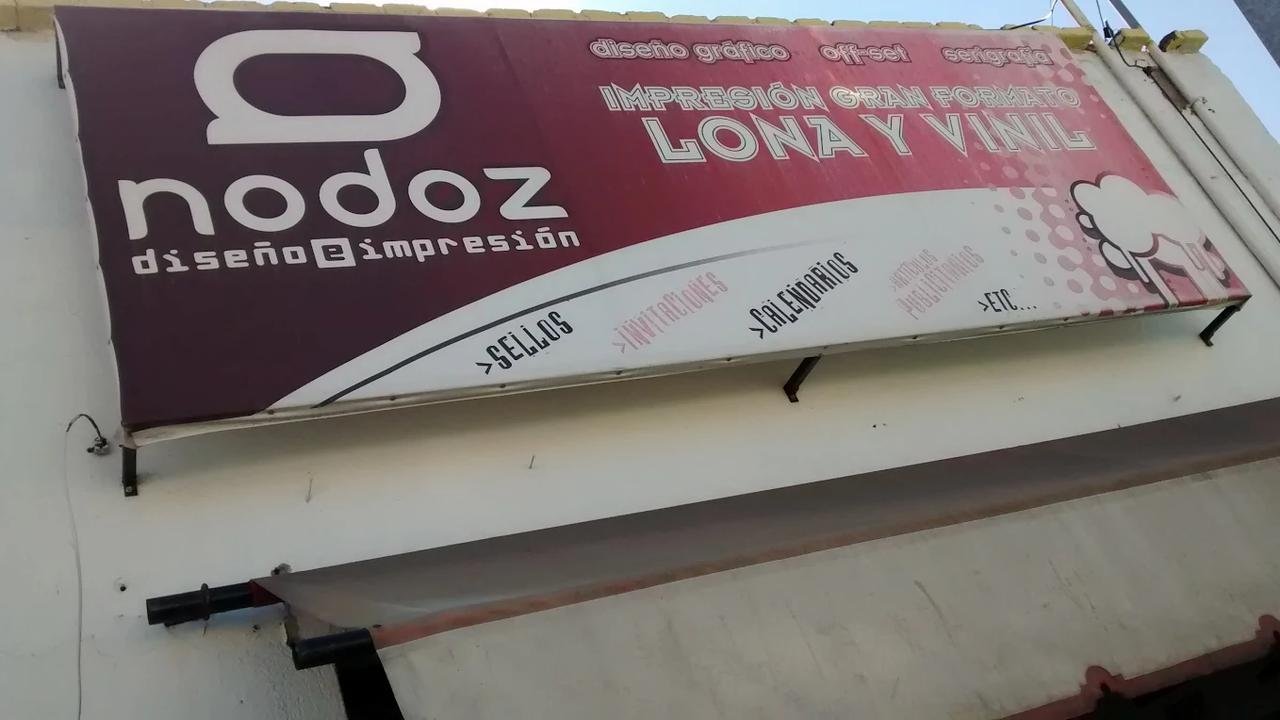 nodoz
diseño e impresión
diseño gráfico off-set serigrafía
IMPRESIÓN GRAN FORMATO
LONA Y VINIL
>SELLOS
>INVITACIONES
>CALENDARIOS
>ARTÍCULOS
PUBLICITARIOS
>ETC...